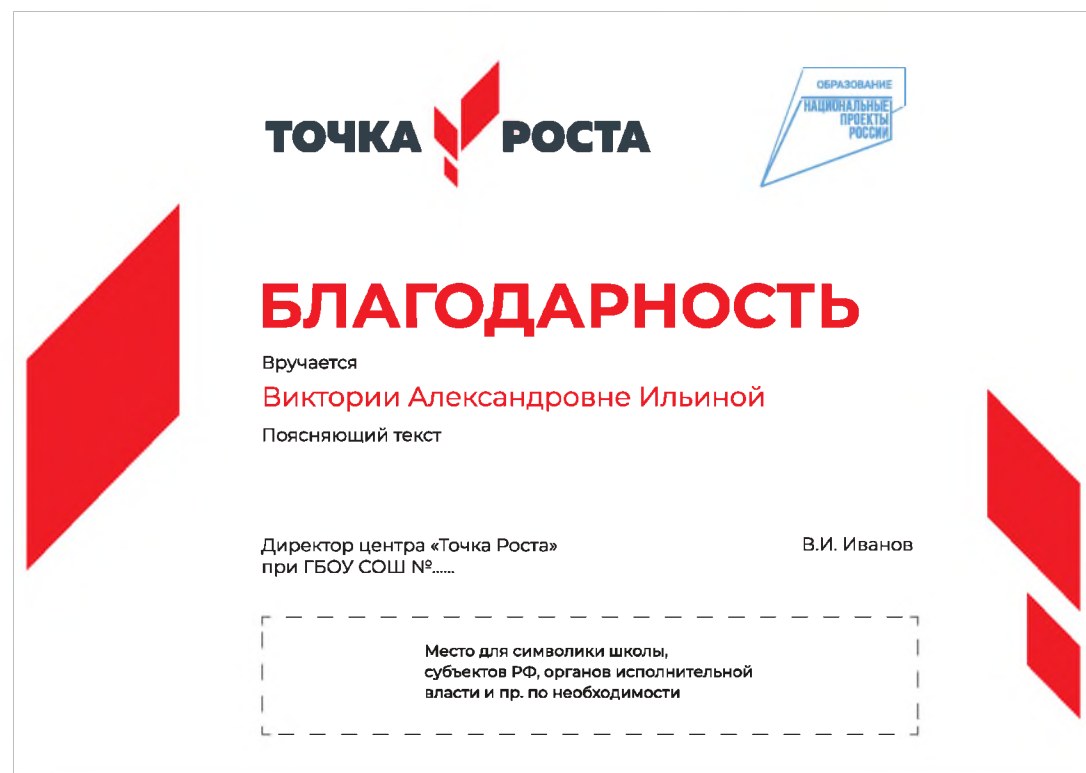 ТОЧКА РОСТА
ОБРАЗОВАНИЕ
НАЦИОНАЛЬНЫЕ
ПРОЕКТЫ
РОССИИ
БЛАГОДАРНОСТЬ
Вручается
Виктории Александровне Ильиной
Поясняющий текст
Директор центра «Точка Роста» В.И. Иванов
при ГБОУ СОШ №......
Место для символики школы,
субъектов РФ, органов исполнительной
власти и пр. по необходимости